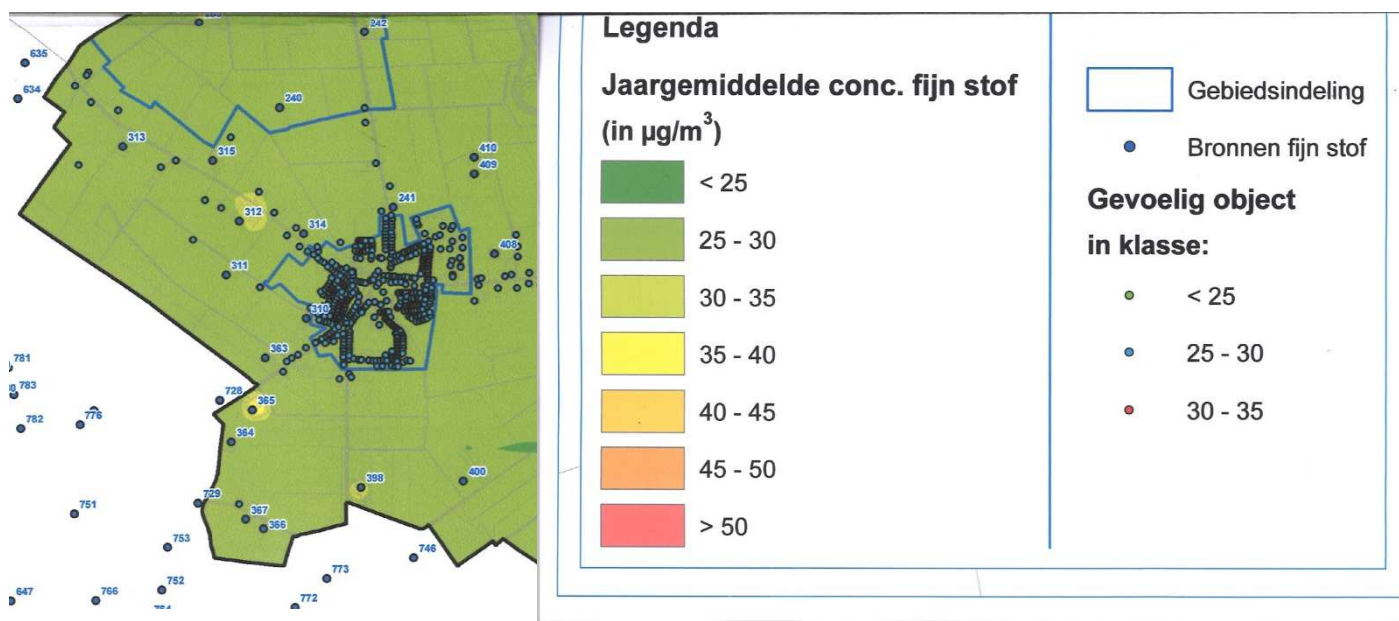 242
635
634
240
313
315
410
409
241
312
314
408
311
310
363
781
783
728
365
782
776
364
398
400
729
751
367
366
753
746
773
752
647
766
772
Legenda
Jaargemiddelde conc. fijn stof
(in µg/m³)
< 25
25 - 30
30 - 35
35 - 40
40 - 45
45 - 50
> 50
Gebiedsindeling
Bronnen fijn stof
Gevoelig object
in klasse:
< 25
25 - 30
30 - 35